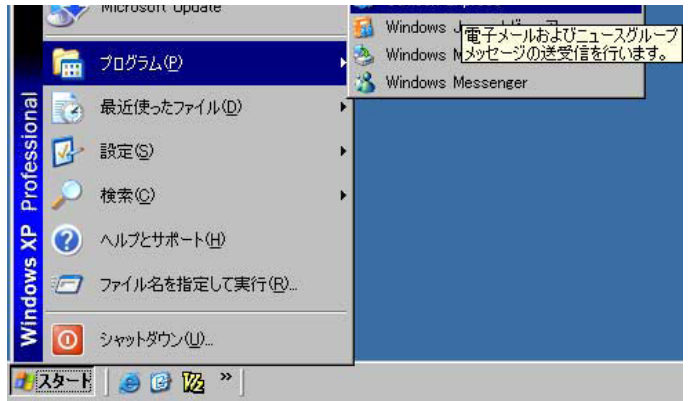 Microsoft Update
プログラム(P)
最近使ったファイル(D)
設定(S)
検索(C)
ヘルプとサポート(H)
ファイル名を指定して実行(R)...
シャットダウン(U)...
Windows XP Professional
スタート
Windows
電子メールおよびニュースグループ
Windows
メッセージの送受信を行います。
Windows Messenger